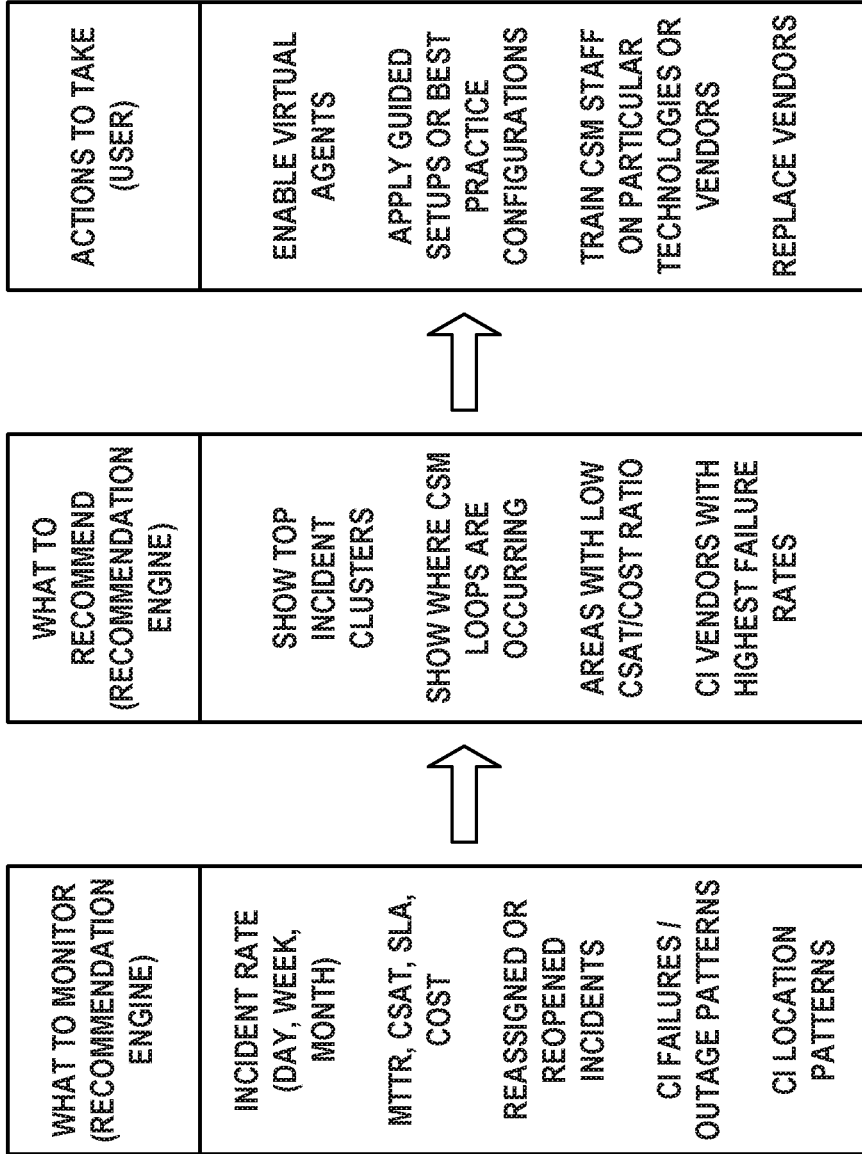 WHAT TO MONITOR
(RECOMMENDATION
ENGINE)
INCIDENT RATE
(DAY, WEEK,
MONTH)
MTTR, CSAT, SLA,
COST
REASSIGNED OR
REOPENED
INCIDENTS
CI FAILURES /
OUTAGE PATTERNS
CI LOCATION
PATTERNS
WHAT TO
RECOMMEND
(RECOMMENDATION
ENGINE)
SHOW TOP
INCIDENT
CLUSTERS
SHOW WHERE CSM
LOOPS ARE
OCCURRING
AREAS WITH LOW
CSAT/COST RATIO
CI VENDORS WITH
HIGHEST FAILURE
RATES
ACTIONS TO TAKE
(USER)
ENABLE VIRTUAL
AGENTS
APPLY GUIDED
SETUPS OR BEST
PRACTICE
CONFIGURATIONS
TRAIN CSM STAFF
ON PARTICULAR
TECHNOLOGIES OR
VENDORS
REPLACE VENDORS